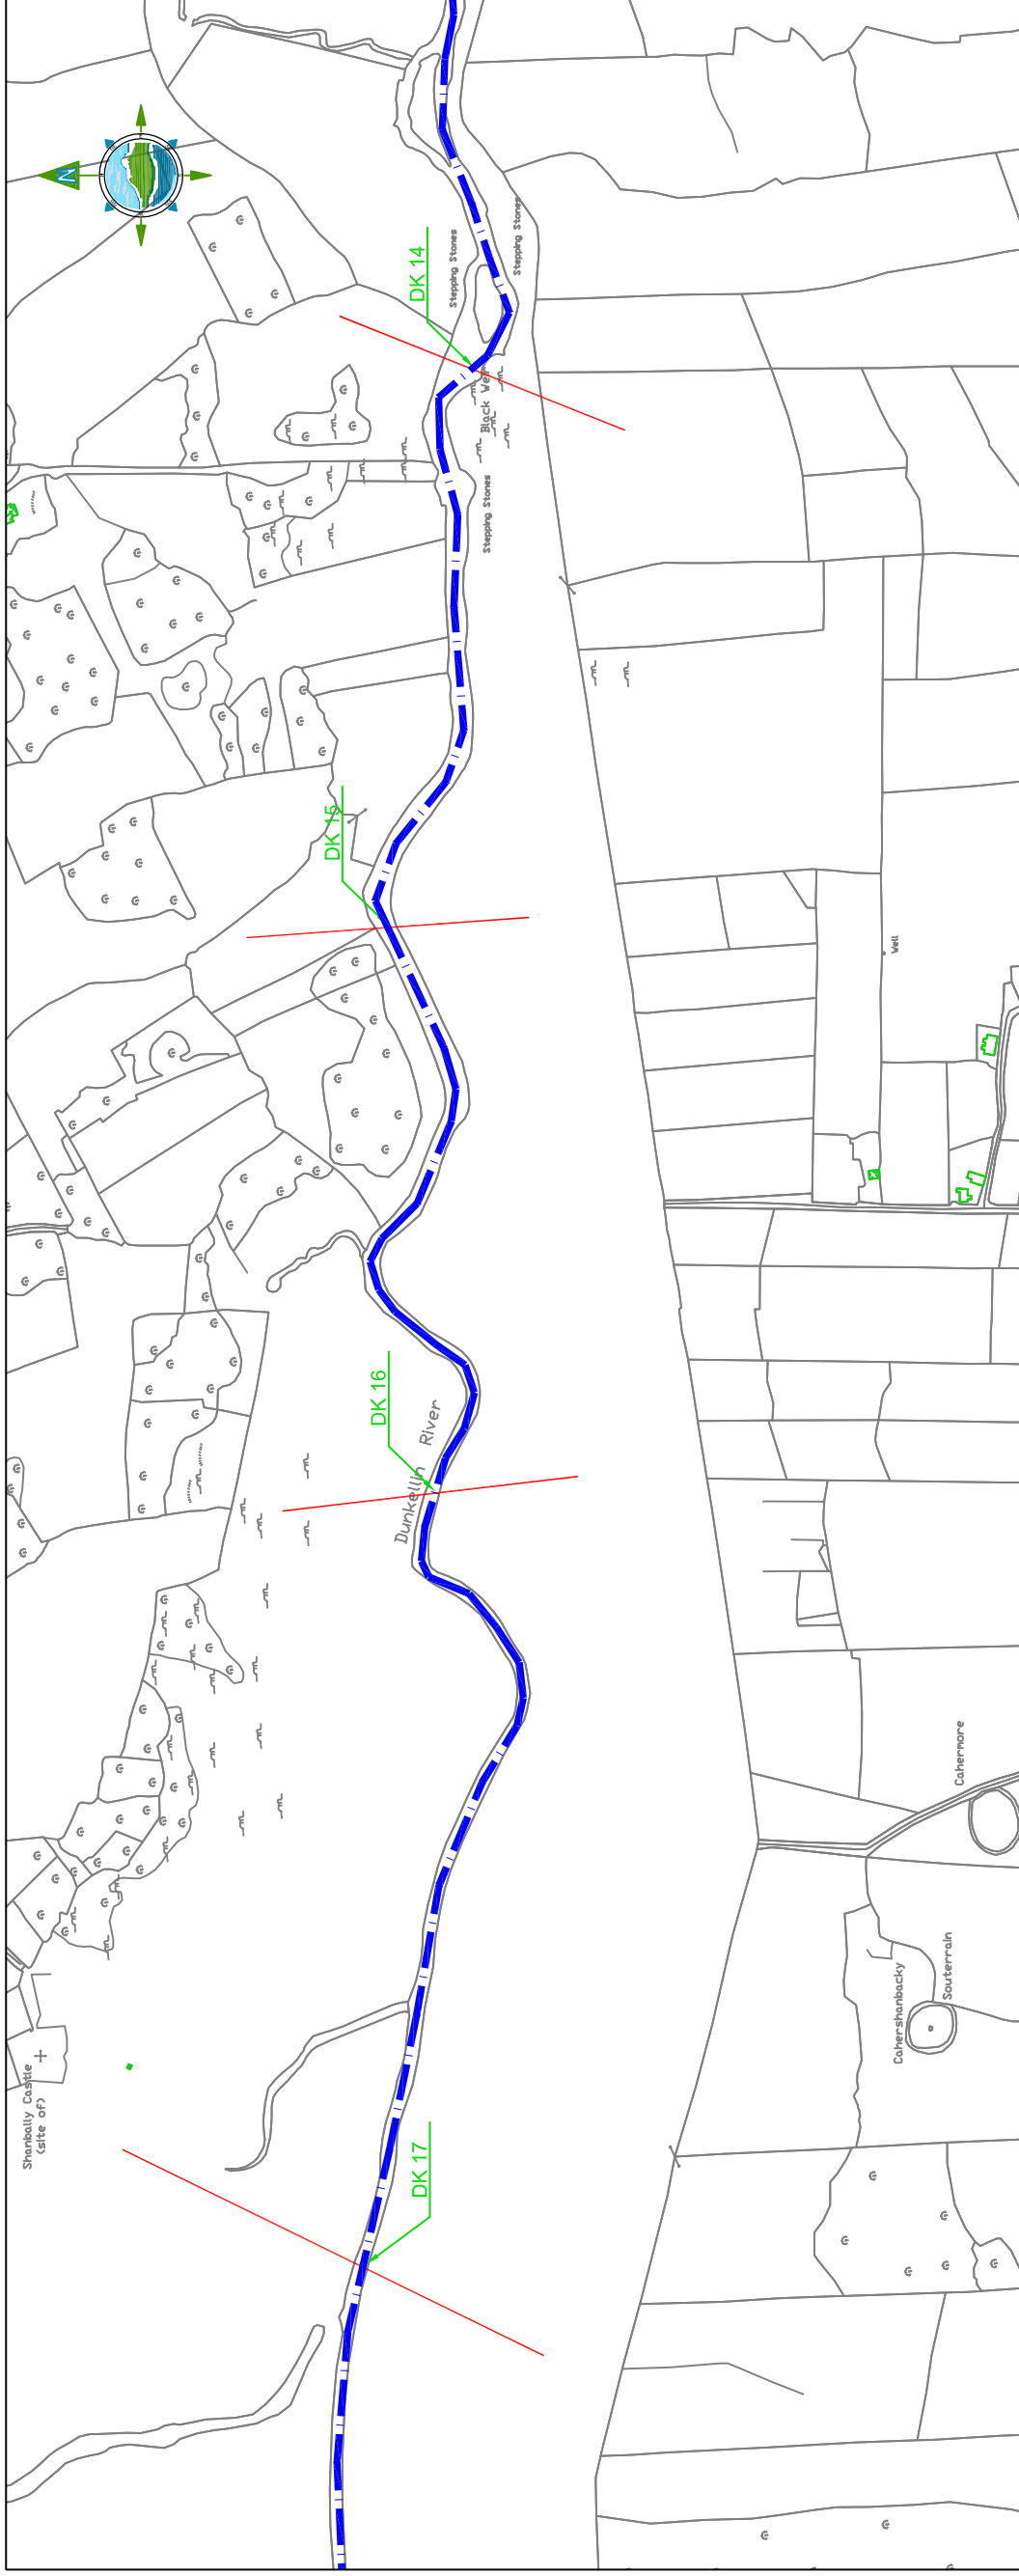 N
DK 14
Stepping Stones
Stepping Stones
Black Weir
Stepping Stones
DK 15
Well
DK 16
Dunkellin River
Cahermore
Cahershanbacky
Souterrain
Shanbally Castle
(site of)
DK 17